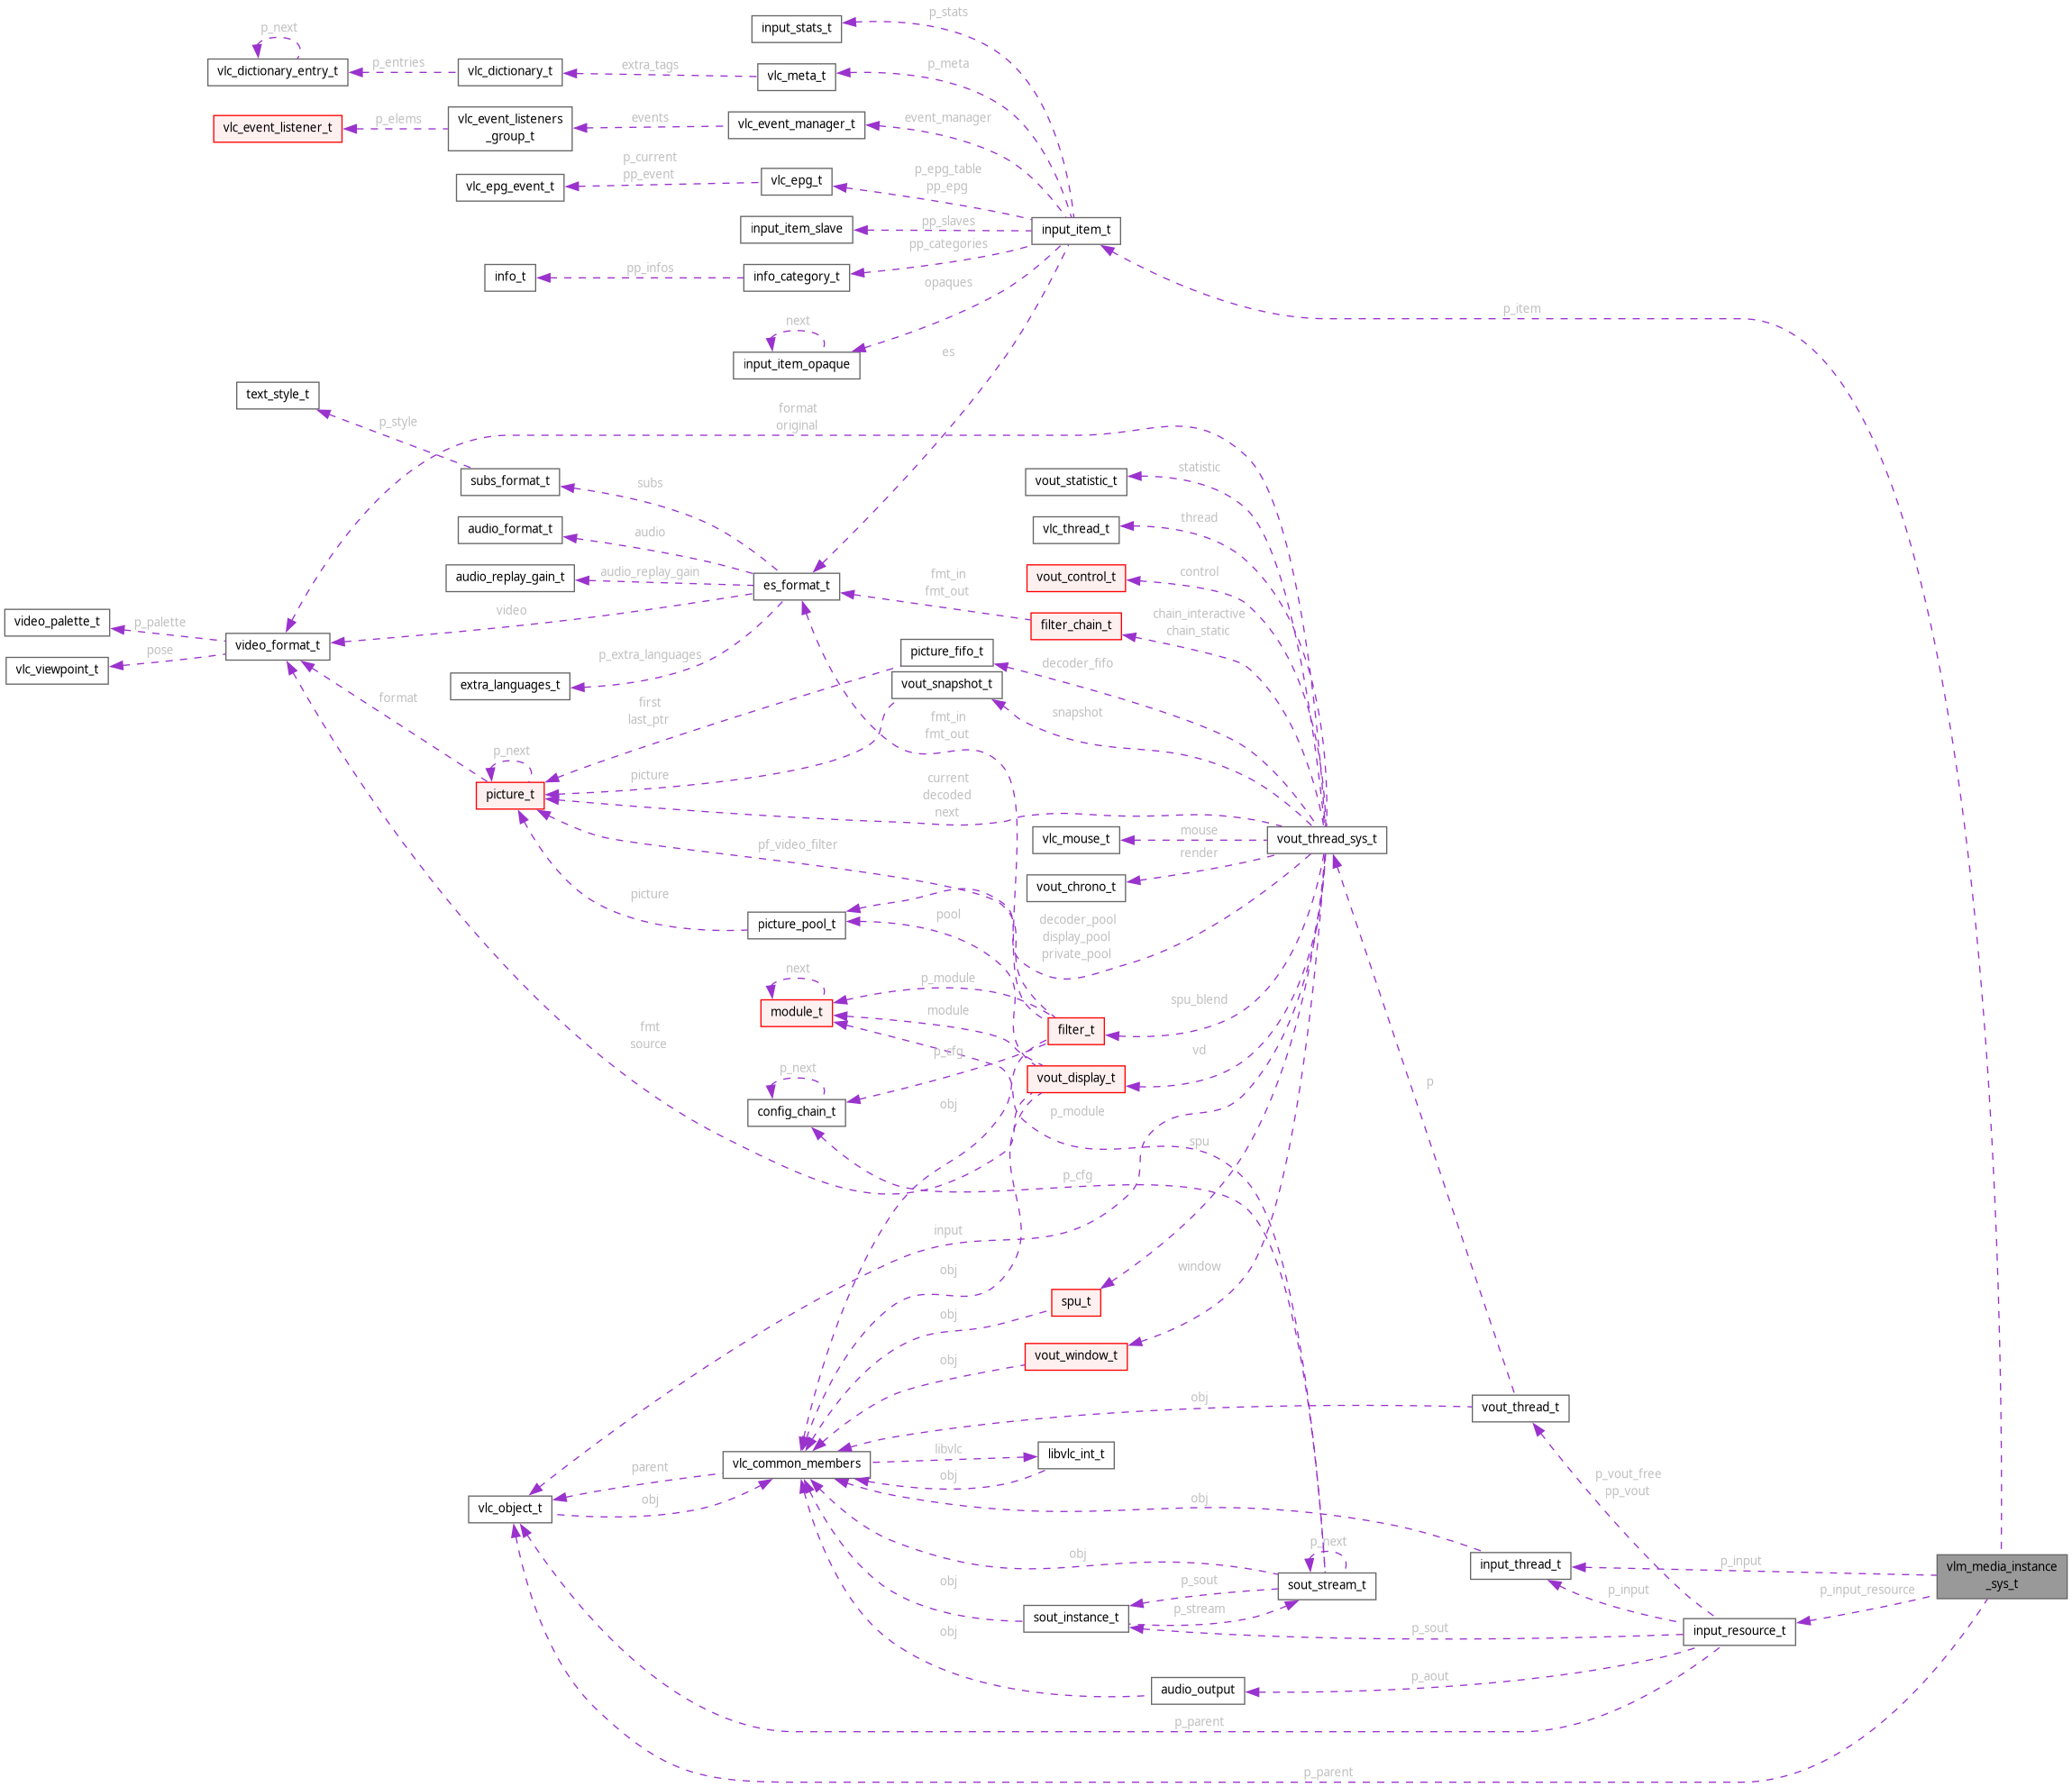 p_stats
input_stats_t
p_next
vlc_dictionary_entry_t
p_entries
vlc_dictionary_t
extra_tags
vlc_meta_t
p_meta
vlc_event_listener_t
p_elems
vlc_event_listeners
_group_t
events
vlc_event_manager_t
event_manager
vlc_epg_event_t
p_current
pp_event
vlc_epg_t
p_epg_table
pp_epg
input_item_slave
pp_slaves
input_item_t
info_t
pp_infos
info_category_t
pp_categories
opaques
p_item
next
input_item_opaque
es
text_style_t
p_style
format
original
subs_format_t
subs
vout_statistic_t
statistic
audio_format_t
audio
vlc_thread_t
thread
audio_replay_gain_t
audio_replay_gain
es_format_t
fmt_in
fmt_out
vout_control_t
control
filter_chain_t
chain_interactive
chain_static
video_palette_t
p_palette
video_format_t
video
vlc_viewpoint_t
pose
p_extra_languages
extra_languages_t
picture_fifo_t
decoder_fifo
vout_snapshot_t
snapshot
format
first
last_ptr
fmt_in
fmt_out
p_next
picture_t
picture
current
decoded
next
pf_video_filter
vlc_mouse_t
mouse
vout_thread_sys_t
render
vout_chrono_t
picture
picture_pool_t
pool
decoder_pool
display_pool
private_pool
next
module_t
p_module
module
filter_t
spu_blend
fmt
source
p_cfg
vout_display_t
vd
p
p_next
config_chain_t
obj
p_module
spu
p_cfg
input
obj
window
spu_t
obj
vout_window_t
obj
vout_thread_t
obj
vlc_common_members
libvlc
libvlc_int_t
obj
parent
vlc_object_t
obj
obj
p_vout_free
pp_vout
p_next
obj
sout_stream_t
input_thread_t
p_input
vlm_media_instance
_sys_t
p_input_resource
p_input
obj
p_sout
sout_instance_t
p_stream
p_sout
input_resource_t
obj
audio_output
p_aout
p_parent
p_parent